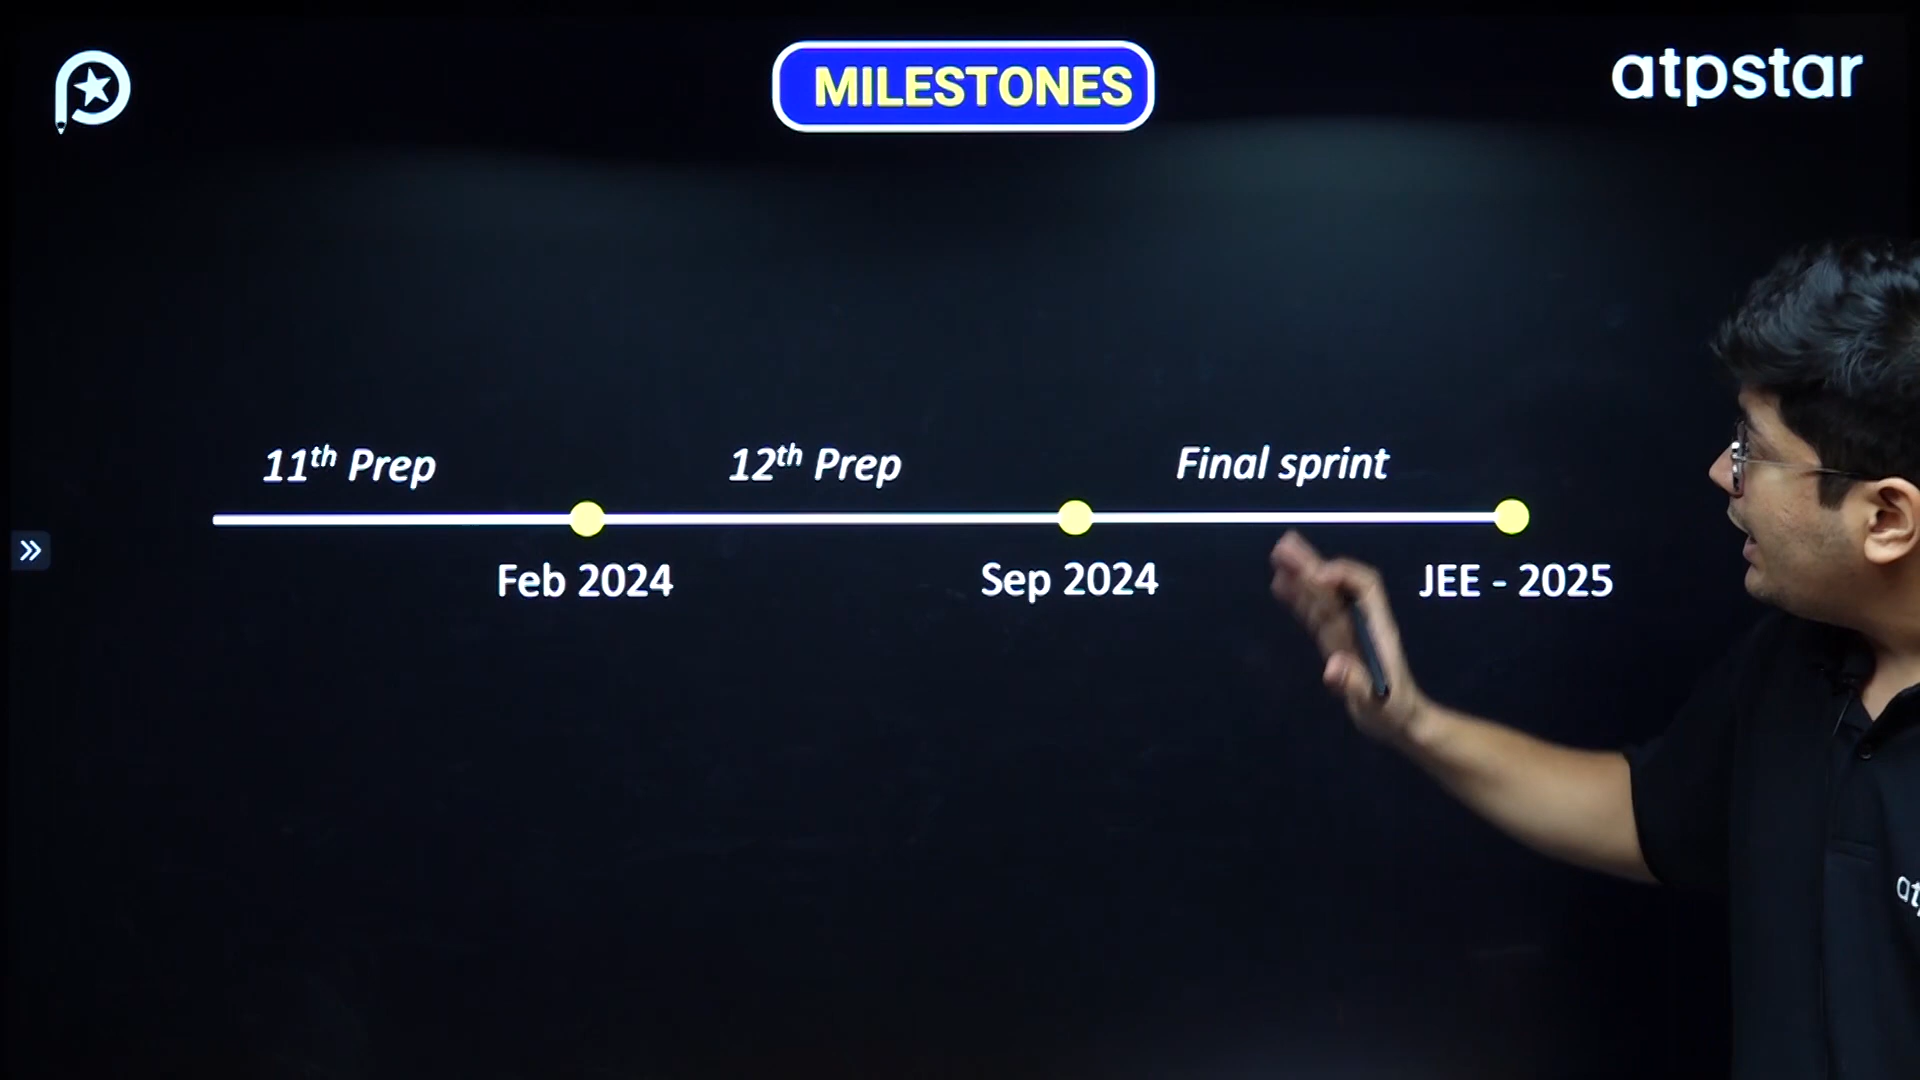 MILESTONES
atpstar
11th Prep
12th Prep
Final sprint
Feb 2024
Sep 2024
JEE - 2025